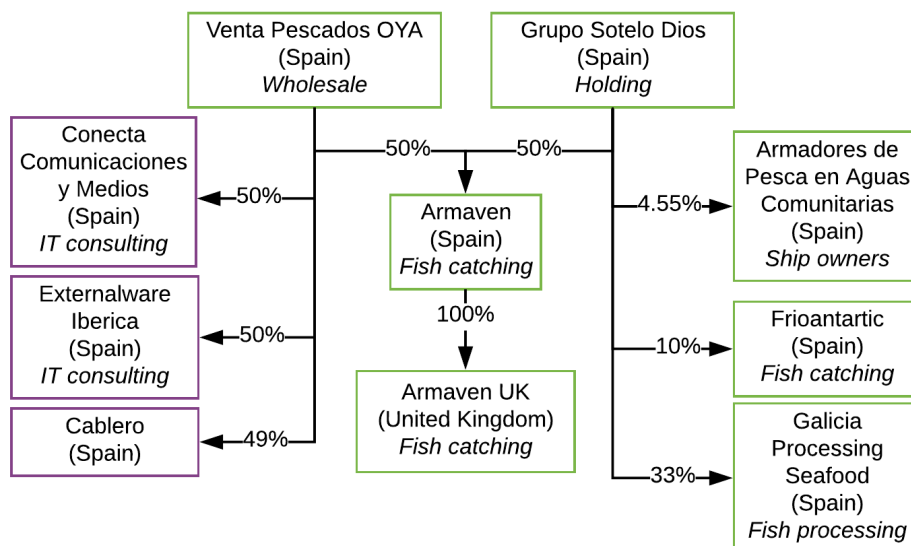 Venta Pescados OYA
(Spain)
Wholesale
Grupo Sotelo Dios
(Spain)
Holding
Conecta
Comunicaciones
y Medios
(Spain)
IT consulting
50%
50%
50%
Armaven
(Spain)
Fish catching
4.55%
Armadores de
Pesca en Aguas
Comunitarias
(Spain)
Ship owners
Externalware
Iberica
(Spain)
IT consulting
50%
100%
Armaven UK
(United Kingdom)
Fish catching
10%
Frioantartic
(Spain)
Fish catching
Cablero
(Spain)
49%
33%
Galicia
Processing
Seafood
(Spain)
Fish processing